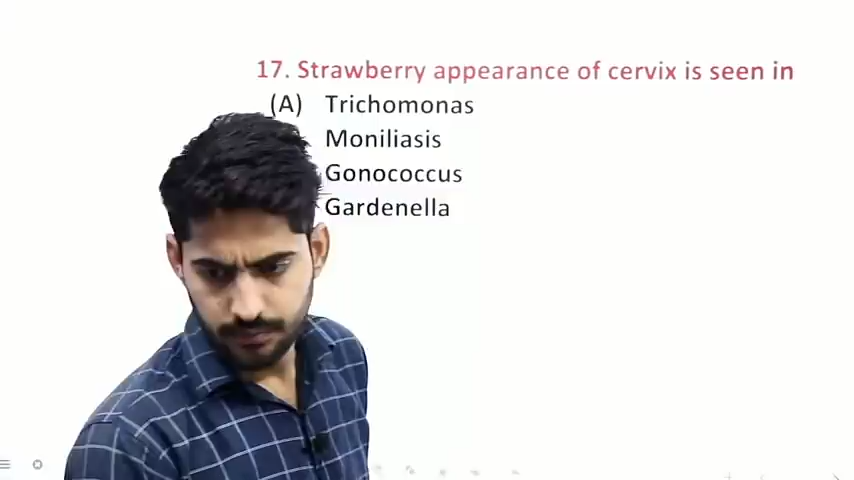 17. Strawberry appearance of cervix is seen in
(A) Trichomonas
Moniliasis
Gonococcus
Gardenella